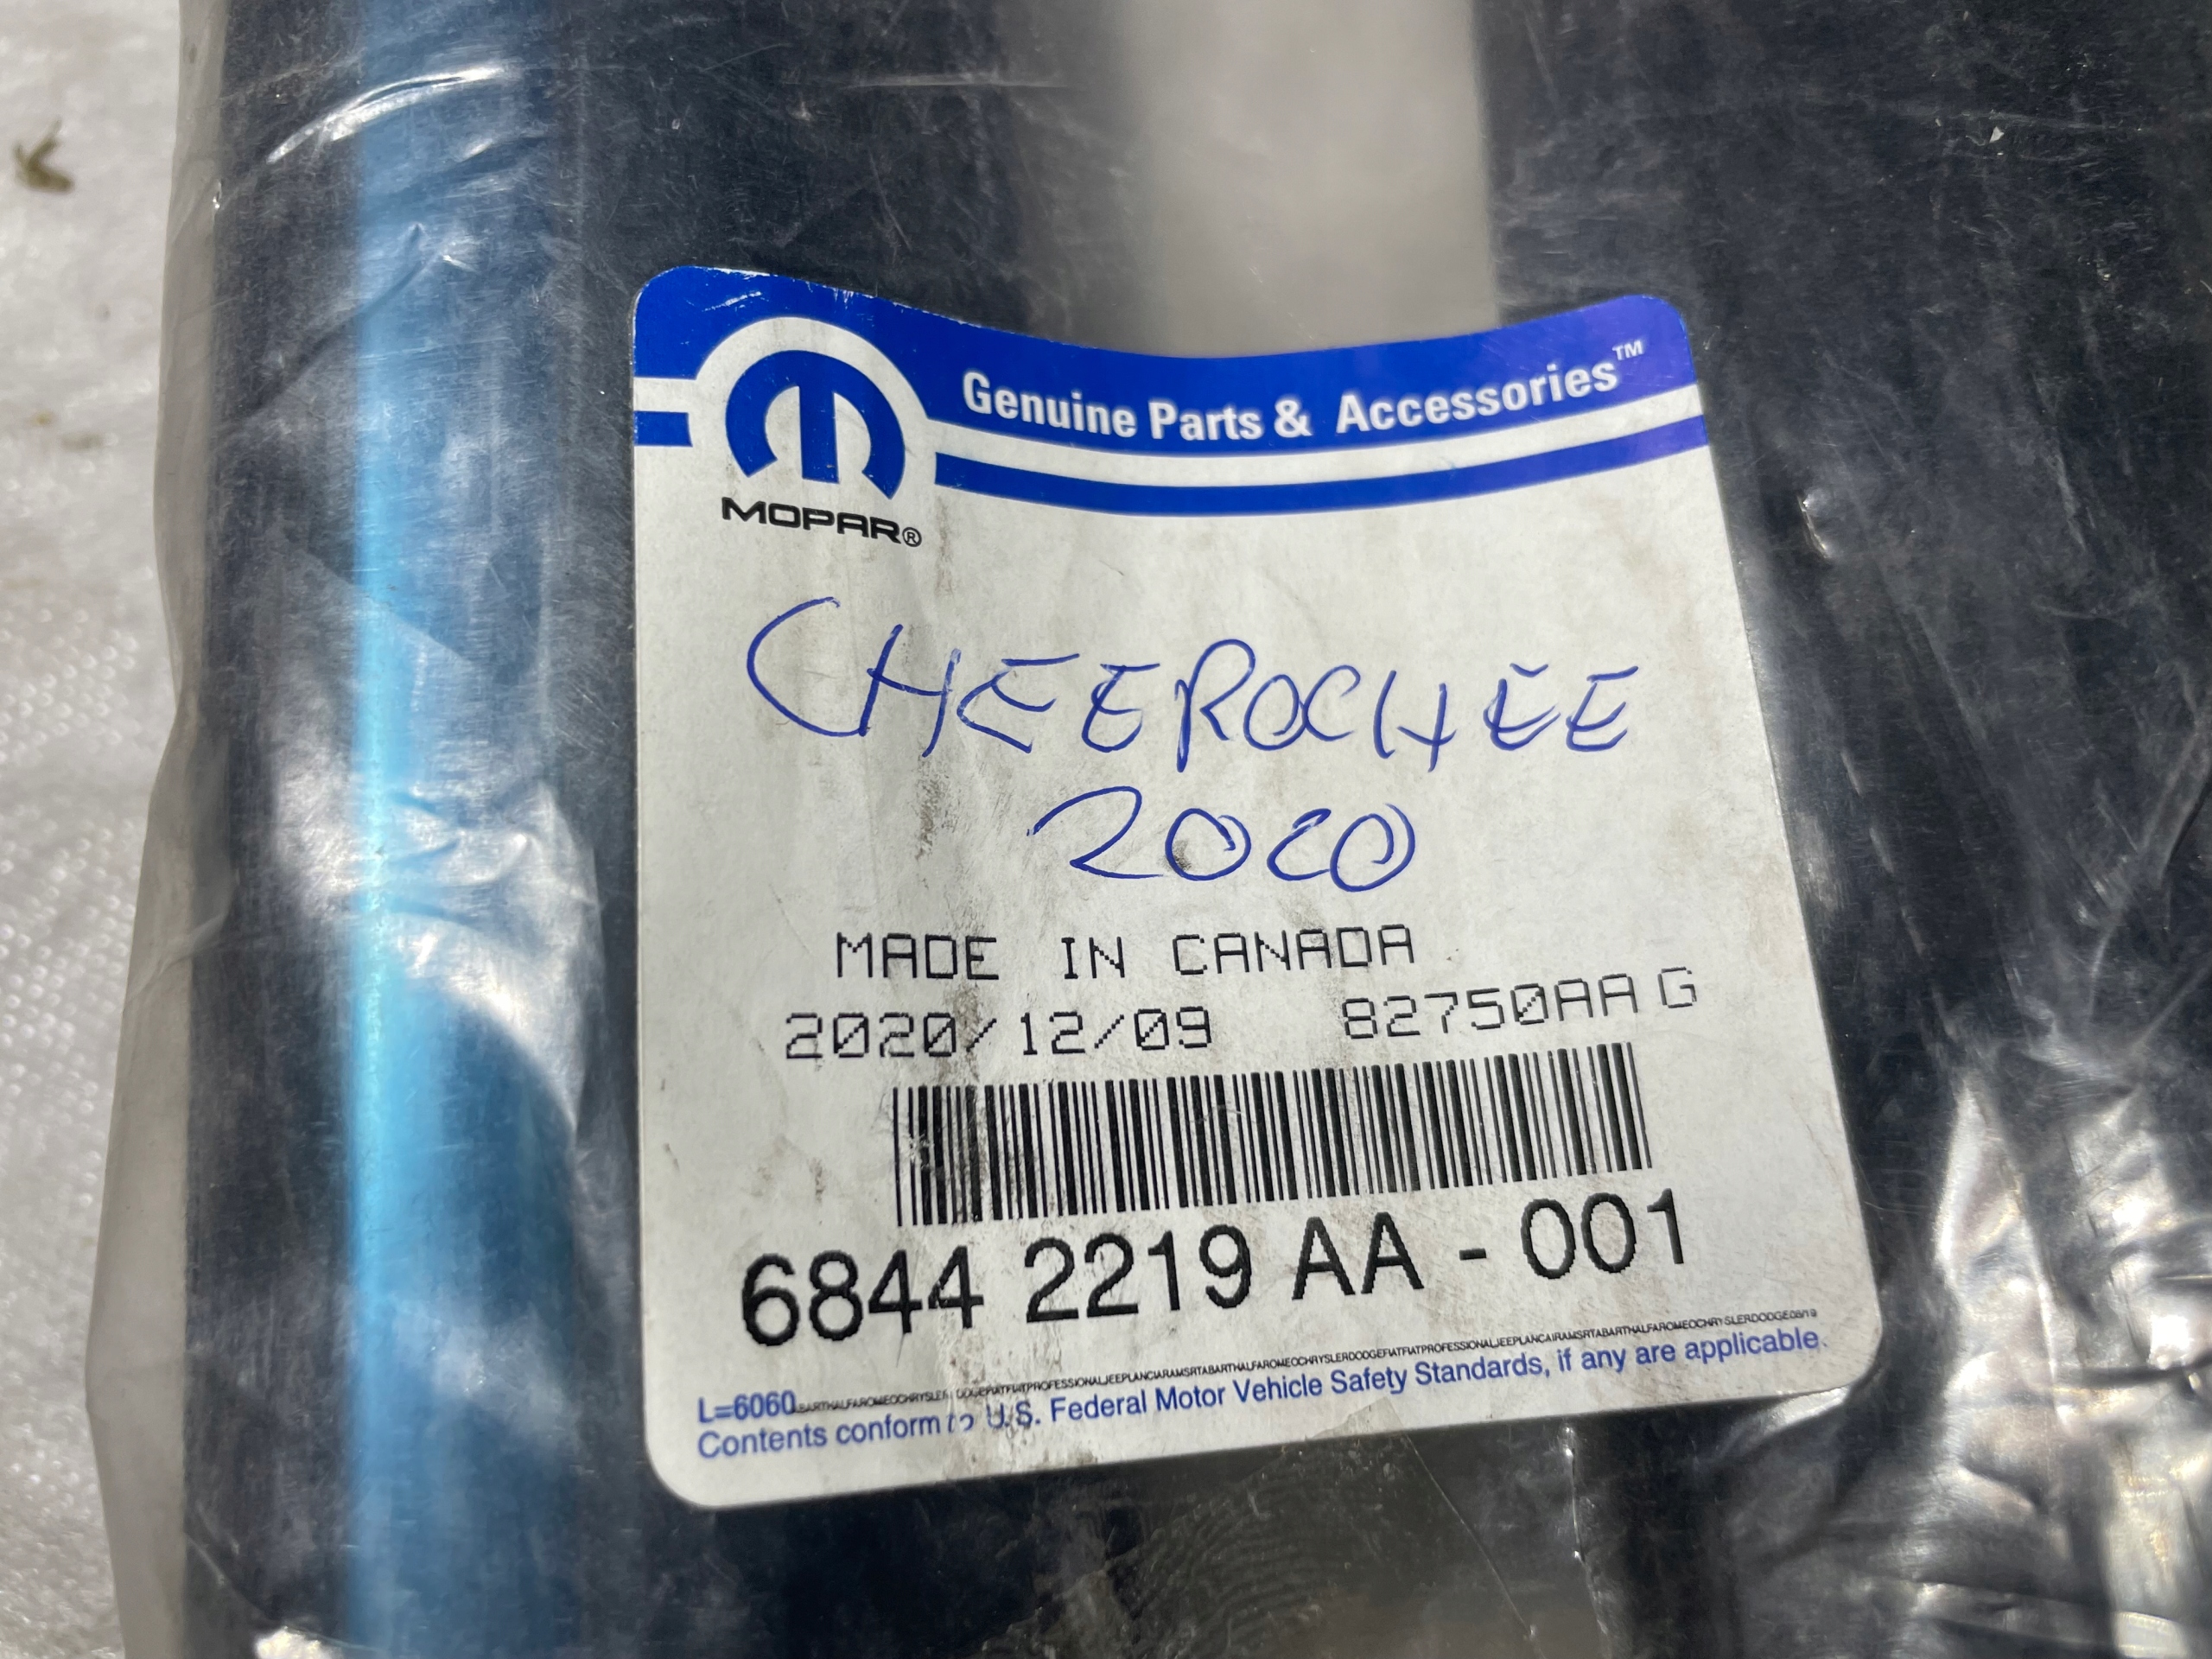 Genuine Parts & Accessories™
MOPAR®
CHEEROCHEE
2020
MADE IN CANADA
2020/12/09 82750AA G
6844 2219 AA - 001
L=6060
Contents conform to U.S. Federal Motor Vehicle Safety Standards, if any are applicable.